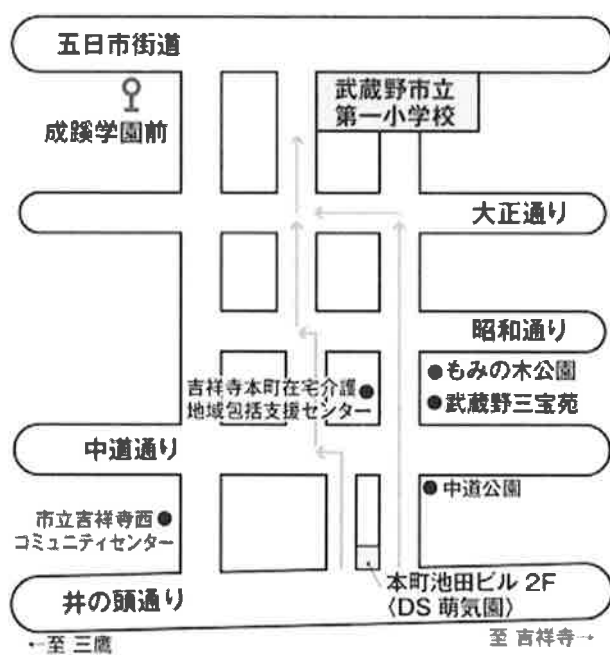 五日市街道
成蹊学園前
武蔵野市立
第一小学校
大正通り
昭和通り
吉祥寺本町在宅介護
地域包括支援センター
もみの木公園
武蔵野三宝苑
中道通り
中道公園
市立吉祥寺西
コミュニティセンター
本町池田ビル 2F
〈DS 萌気園〉
井の頭通り
←至 三鷹
至 吉祥寺→